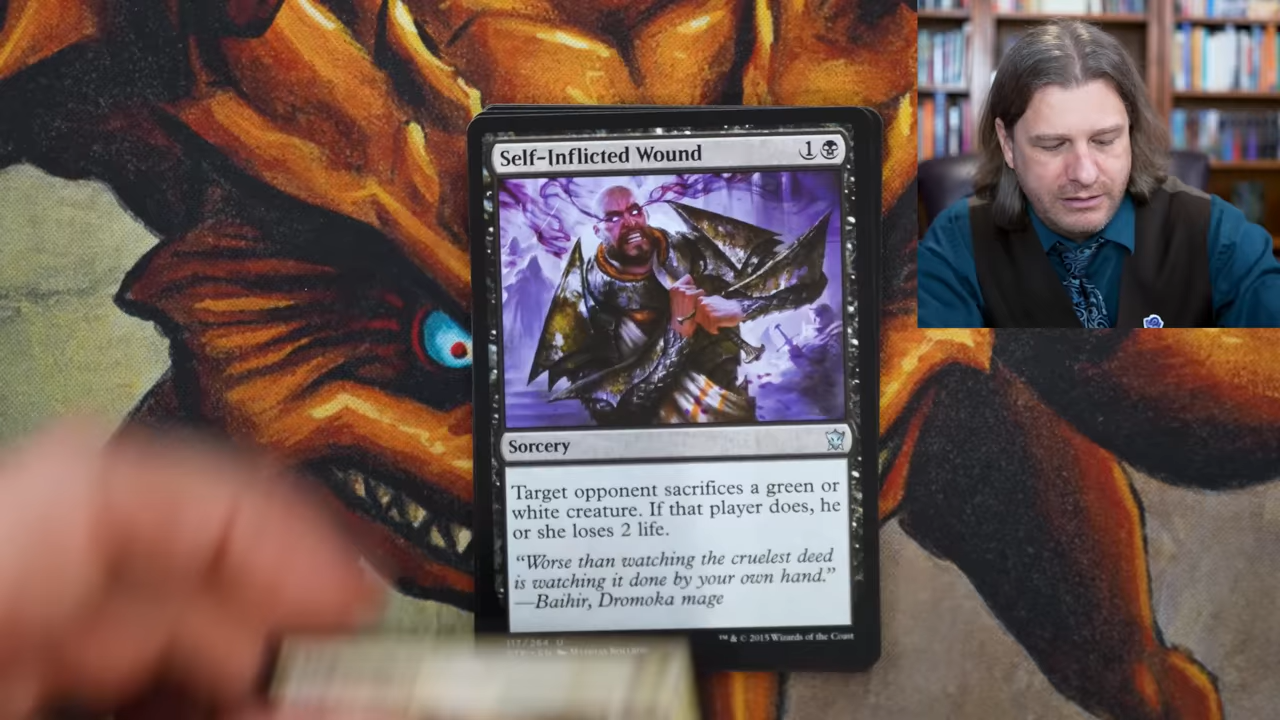 Self-Inflicted Wound 1
Sorcery
Target opponent sacrifices a green or
white creature. If that player does, he
or she loses 2 life.
“Worse than watching the cruelest deed
is watching it done by your own hand.”
—Baihir, Dromoka mage
™ & © 2015 Wizards of the Coast